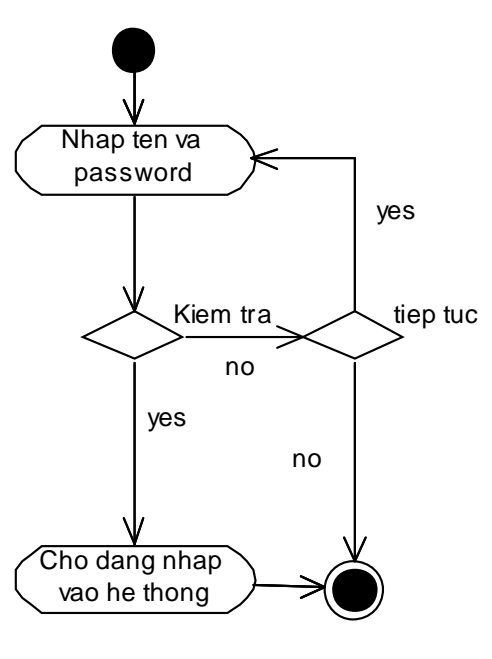 Nhap ten va
password
yes
Kiem tra
tiep tuc
no
yes
no
Cho dang nhap
vao he thong